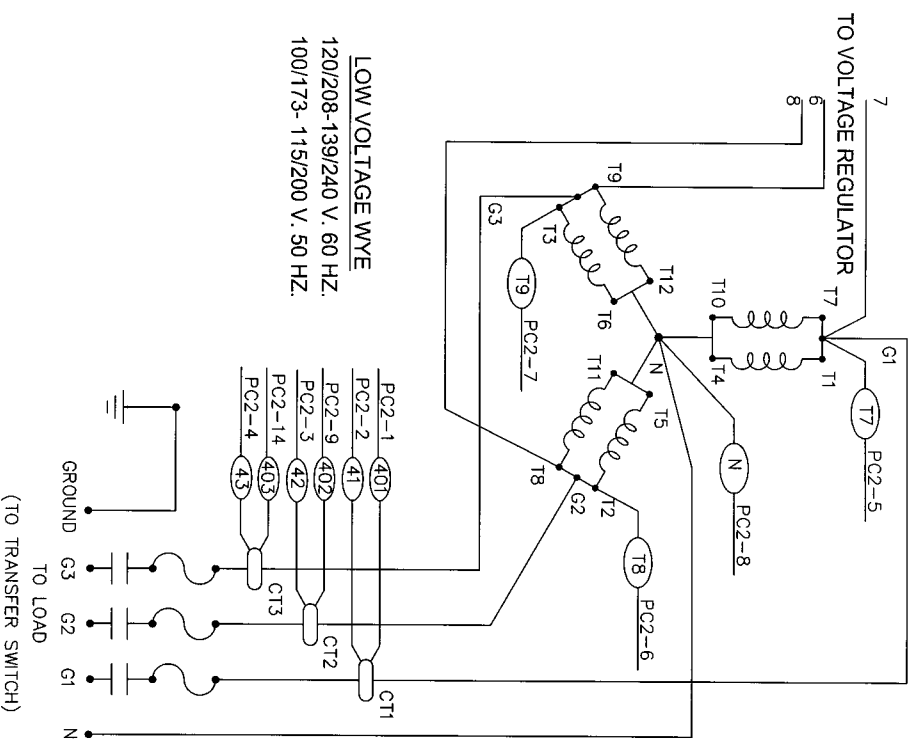 TO VOLTAGE REGULATOR
7
6
8
T7
T1
G1
T7
PC2-5
T10
T4
T9
T12
T3
T6
G3
T9
PC2-7
N
N
PC2-8
T11
T5
T8
T2
G2
T8
PC2-6
LOW VOLTAGE WYE
120/208-139/240 V. 60 HZ.
100/173- 115/200 V. 50 HZ.
PC2-1
401
PC2-2
41
PC2-9
402
PC2-3
42
PC2-14
403
PC2-4
43
CT1
CT2
CT3
GROUND
G3
G2
G1
N
TO LOAD
(TO TRANSFER SWITCH)